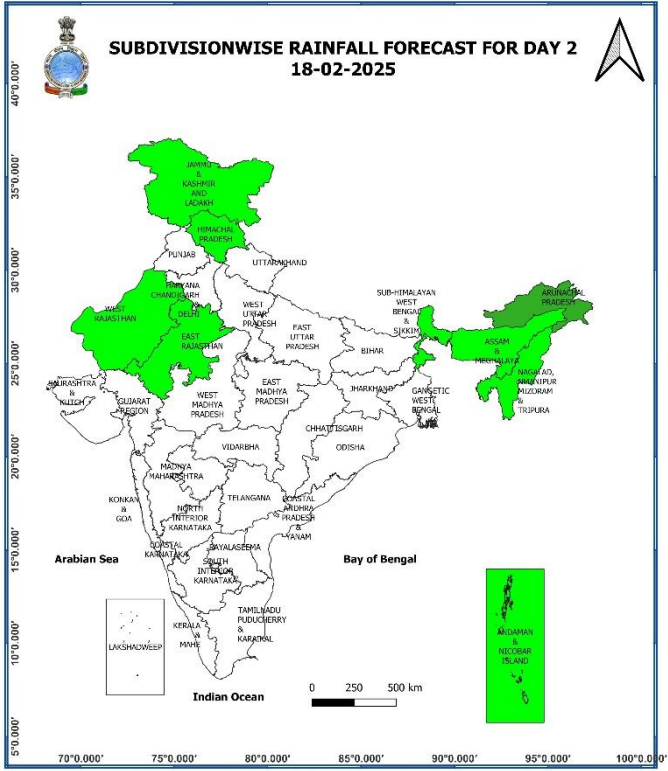 SUBDIVISIONWISE RAINFALL FORECAST FOR DAY 2
18-02-2025
40°0.000'
35°0.000'
30°0.000'
25°0.000'
20°0.000'
15°0.000'
10°0.000'
5°0.000'
JAMMU
&
KASHMIR
AND
LADAKH
HIMACHAL
PRADESH
PUNJAB
UTTARAKHAND
HARYANA
CHANDIGARH
DELHI
WEST
RAJASTHAN
EAST
RAJASTHAN
WEST
UTTAR
PRADESH
EAST
UTTAR
PRADESH
SUB-HIMALAYAN
WEST
BENGAL
&
SIKKIM
ARUNACHAL
PRADESH
ASSAM
&
MEGHALAYA
NAGALAD,
MANIPUR
MIZORAM
&
TRIPURA
BIHAR
SAURASHTRA
&
KUTCH
GUJARAT
REGION
WEST
MADHYA
PRADESH
EAST
MADHYA
PRADESH
JHARKHAND
GANGETIC
WEST
BENGAL
CHHATTISGARH
ODISHA
VIDARBHA
MADHYA
MAHARASHTRA
KONKAN
&
GOA
TELANGANA
NORTH
INTERIOR
KARNATAKA
COASTAL
ANDHRA
PRADESH
&
YANAM
COASTAL
KARNATAKA
RAYALASEEMA
SOUTH
INTERIOR
KARNATAKA
Arabian Sea
Bay of Bengal
LAKSHADWEEP
KERALA
&
MAHE
TAMILNADU
PUDUCHERRY
&
KARAIKAL
ANDAMAN
&
NICOBAR
ISLAND
Indian Ocean
0 250 500 km
70°0.000' 75°0.000' 80°0.000' 85°0.000' 90°0.000' 95°0.000' 100°0.000'